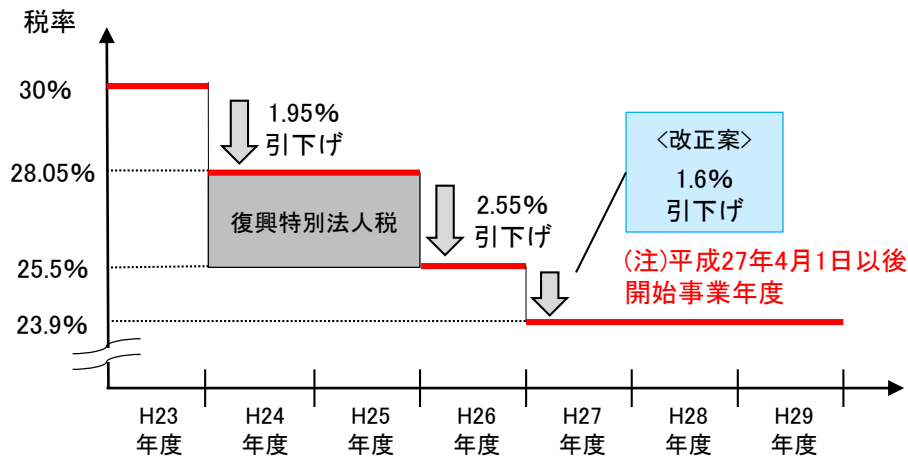 税率
30%
1.95%
引下げ
28.05%
復興特別法人税
2.55%
引下げ
<改正案>
1.6%
引下げ
25.5%
(注)平成27年4月1日以後
開始事業年度
23.9%
H23
年度
H24
年度
H25
年度
H26
年度
H27
年度
H28
年度
H29
年度